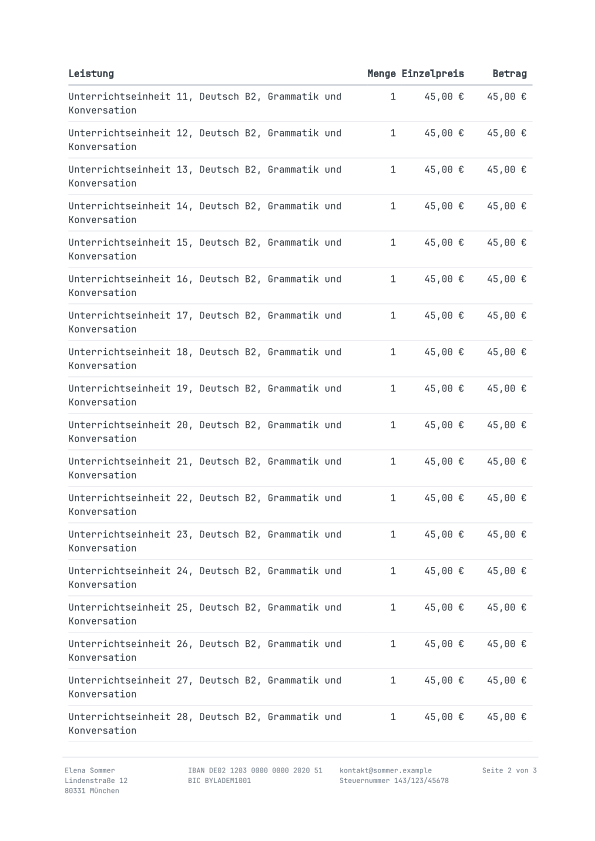 Leistung Menge Einzelpreis Betrag
Unterrichtseinheit 11, Deutsch B2, Grammatik und 1 45,00 € 45,00 €
Konversation
Unterrichtseinheit 12, Deutsch B2, Grammatik und 1 45,00 € 45,00 €
Konversation
Unterrichtseinheit 13, Deutsch B2, Grammatik und 1 45,00 € 45,00 €
Konversation
Unterrichtseinheit 14, Deutsch B2, Grammatik und 1 45,00 € 45,00 €
Konversation
Unterrichtseinheit 15, Deutsch B2, Grammatik und 1 45,00 € 45,00 €
Konversation
Unterrichtseinheit 16, Deutsch B2, Grammatik und 1 45,00 € 45,00 €
Konversation
Unterrichtseinheit 17, Deutsch B2, Grammatik und 1 45,00 € 45,00 €
Konversation
Unterrichtseinheit 18, Deutsch B2, Grammatik und 1 45,00 € 45,00 €
Konversation
Unterrichtseinheit 19, Deutsch B2, Grammatik und 1 45,00 € 45,00 €
Konversation
Unterrichtseinheit 20, Deutsch B2, Grammatik und 1 45,00 € 45,00 €
Konversation
Unterrichtseinheit 21, Deutsch B2, Grammatik und 1 45,00 € 45,00 €
Konversation
Unterrichtseinheit 22, Deutsch B2, Grammatik und 1 45,00 € 45,00 €
Konversation
Unterrichtseinheit 23, Deutsch B2, Grammatik und 1 45,00 € 45,00 €
Konversation
Unterrichtseinheit 24, Deutsch B2, Grammatik und 1 45,00 € 45,00 €
Konversation
Unterrichtseinheit 25, Deutsch B2, Grammatik und 1 45,00 € 45,00 €
Konversation
Unterrichtseinheit 26, Deutsch B2, Grammatik und 1 45,00 € 45,00 €
Konversation
Unterrichtseinheit 27, Deutsch B2, Grammatik und 1 45,00 € 45,00 €
Konversation
Unterrichtseinheit 28, Deutsch B2, Grammatik und 1 45,00 € 45,00 €
Konversation
Elena Sommer IBAN DE02 1203 0000 0000 2020 51 kontakt@sommer.example Seite 2 von 3
Lindenstraße 12 BIC BYLADEM1001 Steuernummer 143/123/45678
80331 München